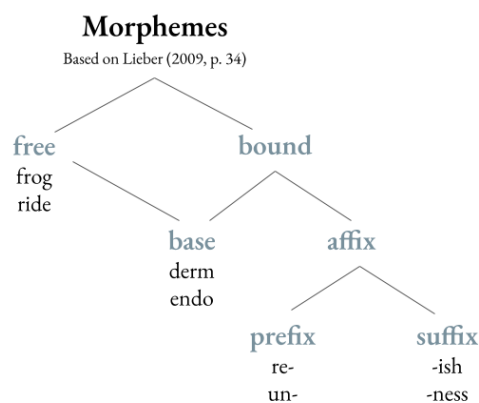 Morphemes
Based on Lieber (2009, p. 34)
free
frog
ride
bound
base
derm
endo
affix
prefix
re-
un-
suffix
-ish
-ness